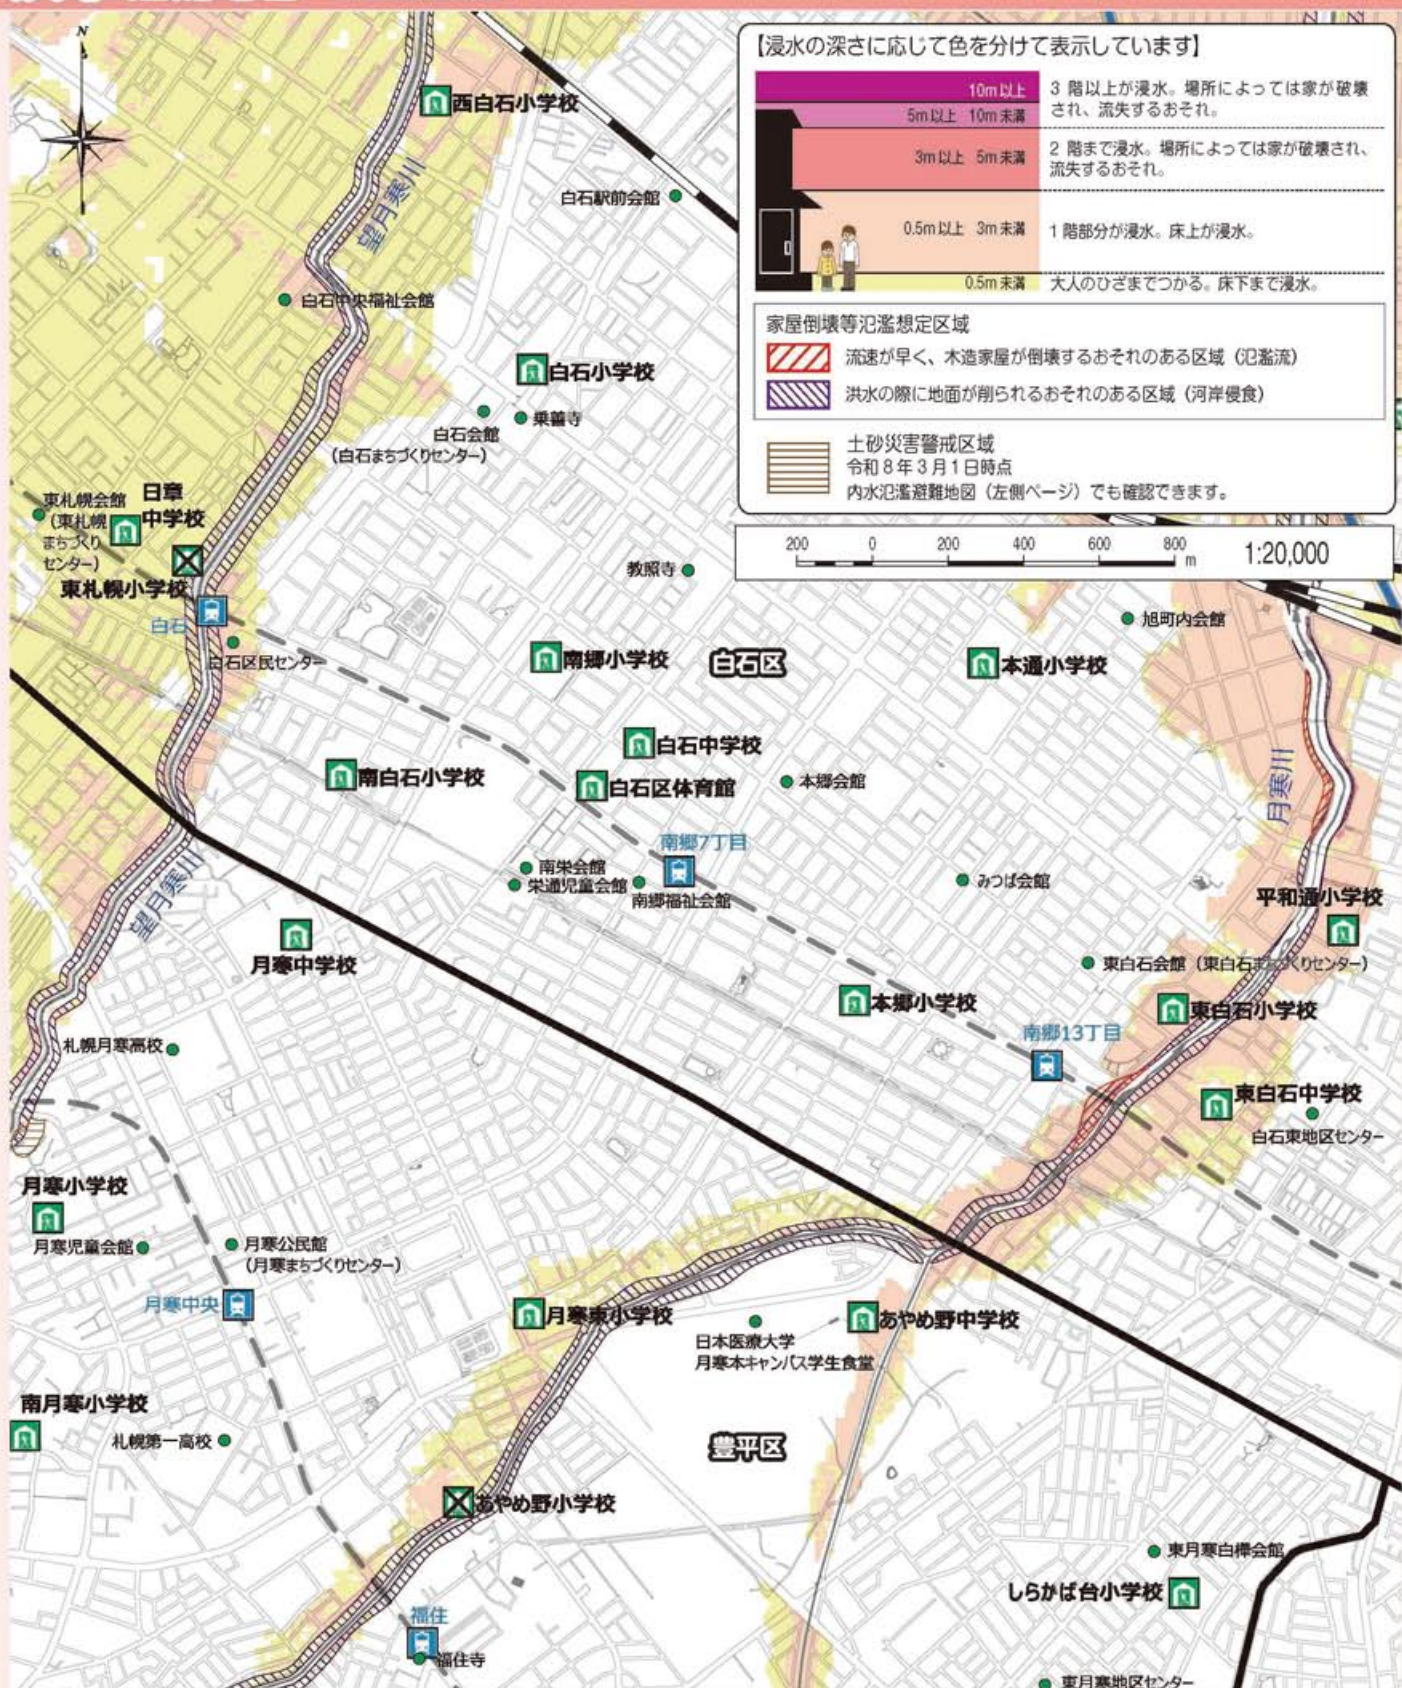 N
【浸水の深さに応じて色を分けて表示しています】
10m以上
3 階以上が浸水。場所によっては家が破壊
され、流失するおそれ。
5m以上 10m未満
3m以上 5m未満
2 階まで浸水。場所によっては家が破壊され、
流失するおそれ。
0.5m以上 3m未満
1 階部分が浸水。床上が浸水。
0.5m未満
大人のひざまでつかる。床下まで浸水。
家屋倒壊等氾濫想定区域
流速が早く、木造家屋が倒壊するおそれのある区域（氾濫流）
洪水の際に地面が削られるおそれのある区域（河岸侵食）
土砂災害警戒区域
令和８年３月１日時点
内水氾濫避難地図（左側ページ）でも確認できます。
200 0 200 400 600 800 m
1:20,000
西白石小学校
望月寒川
白石駅前会館
白石中央福祉会館
白石小学校
白石会館
（白石まちづくりセンター）
乗善寺
東札幌会館
（東札幌
まちづくり
センター）
日章
中学校
東札幌小学校
白石
白石区民センター
教照寺
旭町内会館
南郷小学校
白石区
本通小学校
白石中学校
南白石小学校
白石区体育館
本郷会館
月寒川
南郷7丁目
南栄会館
栄通児童会館
南郷福祉会館
みつば会館
望月寒川
平和通小学校
月寒中学校
東白石会館（東白石まちづくりセンター）
本郷小学校
東白石小学校
南郷13丁目
札幌月寒高校
東白石中学校
白石東地区センター
月寒小学校
月寒児童会館
月寒公民館
（月寒まちづくりセンター）
月寒中央
月寒東小学校
日本医療大学
月寒本キャンパス学生食堂
あやめ野中学校
南月寒小学校
札幌第一高校
豊平区
あやめ野小学校
東月寒白樺会館
しらかば台小学校
福住
福住寺
東月寒地区センター